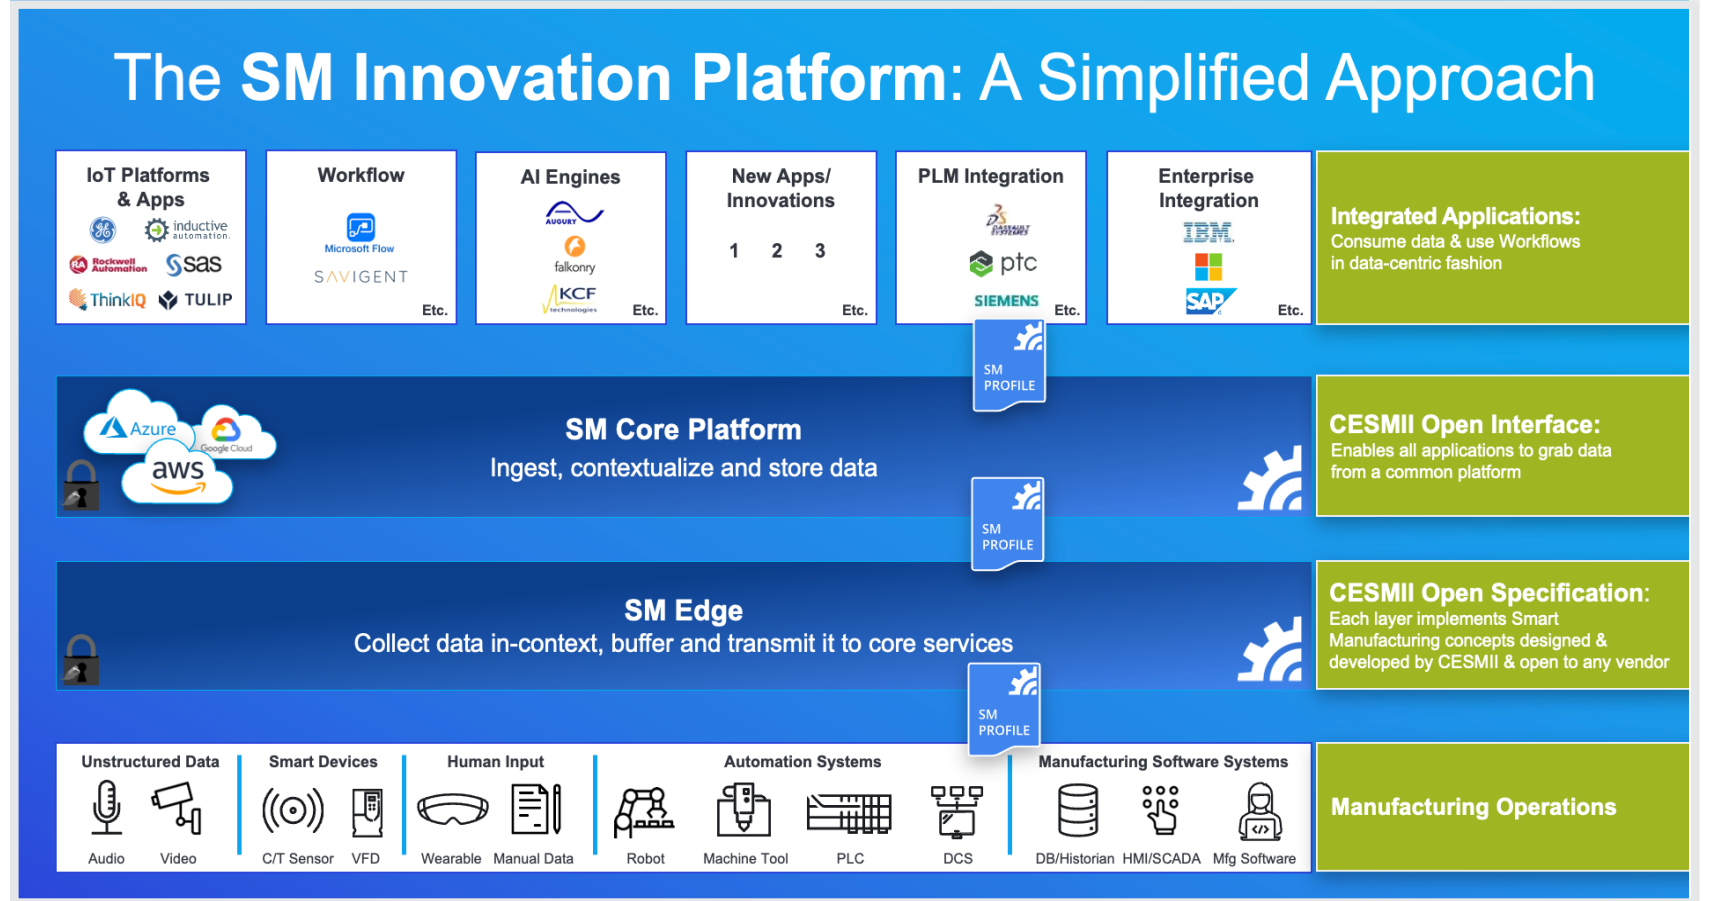 The SM Innovation Platform: A Simplified Approach
IoT Platforms
& Apps
GE
inductive
automation.
RA Rockwell
Automation
sas
ThinkIQ
TULIP
Workflow
Microsoft Flow
SAVIGENT
Etc.
AI Engines
AUGURY
falkonry
KCF
technologies
Etc.
New Apps/
Innovations
1 2 3
Etc.
PLM Integration
DASSAULT
SYSTEMES
ptc
SIEMENS
Etc.
Enterprise
Integration
IBM.
SAP
Etc.
Integrated Applications:
Consume data & use Workflows
in data-centric fashion
SM
PROFILE
Azure
Google Cloud
aws
SM Core Platform
Ingest, contextualize and store data
CESMII Open Interface:
Enables all applications to grab data
from a common platform
SM
PROFILE
SM Edge
Collect data in-context, buffer and transmit it to core services
CESMII Open Specification:
Each layer implements Smart
Manufacturing concepts designed &
developed by CESMII & open to any vendor
SM
PROFILE
Unstructured Data
Audio
Video
Smart Devices
C/T Sensor
VFD
Human Input
Wearable
Manual Data
Automation Systems
Robot
Machine Tool
PLC
DCS
Manufacturing Software Systems
DB/Historian
HMI/SCADA
</>
Mfg Software
Manufacturing Operations